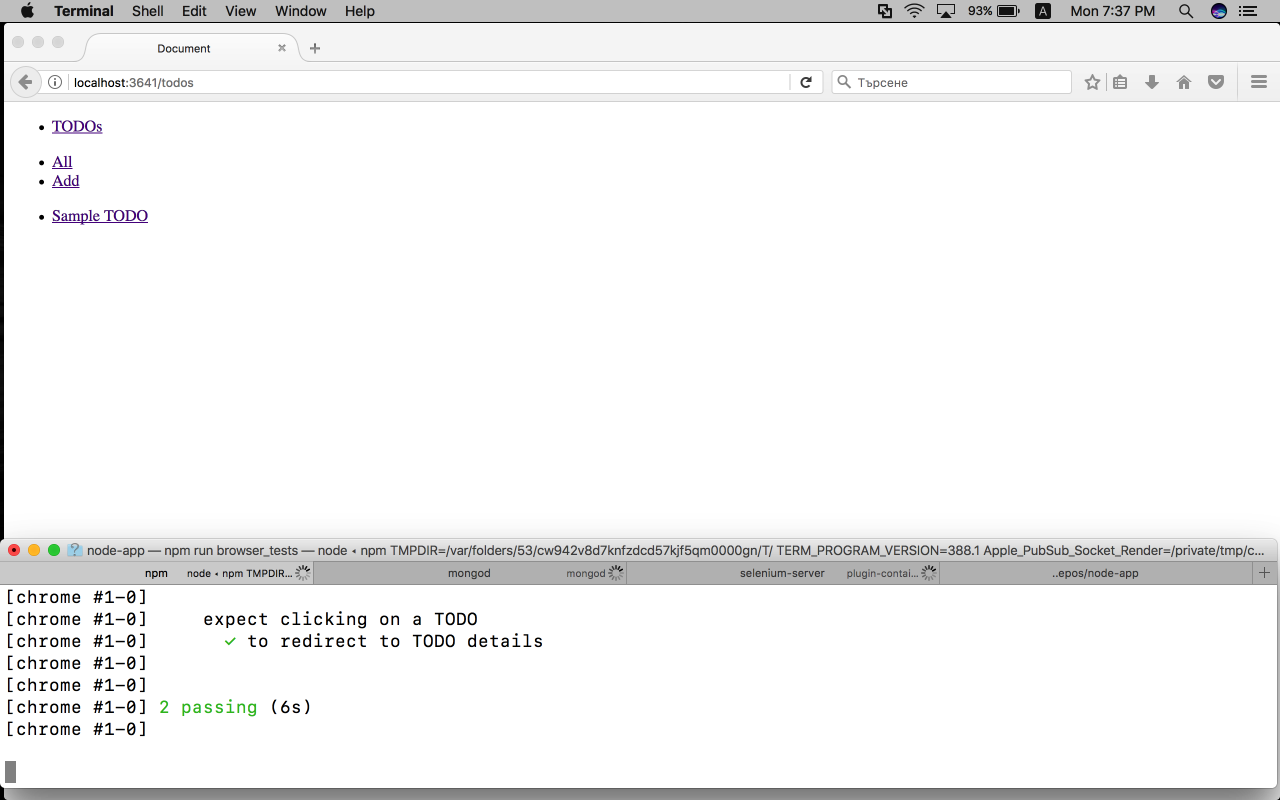 Terminal Shell Edit View Window Help 93% A Mon 7:37 PM
Document
localhost:3641/todos Търсене
TODOs
All
Add
Sample TODO
node-app — npm run browser_tests — node ◂ npm TMPDIR=/var/folders/53/cw942v8d7knfzdcd57kjf5qm0000gn/T/ TERM_PROGRAM_VERSION=388.1 Apple_PubSub_Socket_Render=/private/tmp/c...
npm node ◂ npm TMPDIR... mongod mongod selenium-server plugin-contai... ..epos/node-app
[chrome #1-0]
[chrome #1-0] expect clicking on a TODO
[chrome #1-0] ✓ to redirect to TODO details
[chrome #1-0]
[chrome #1-0]
[chrome #1-0] 2 passing (6s)
[chrome #1-0]